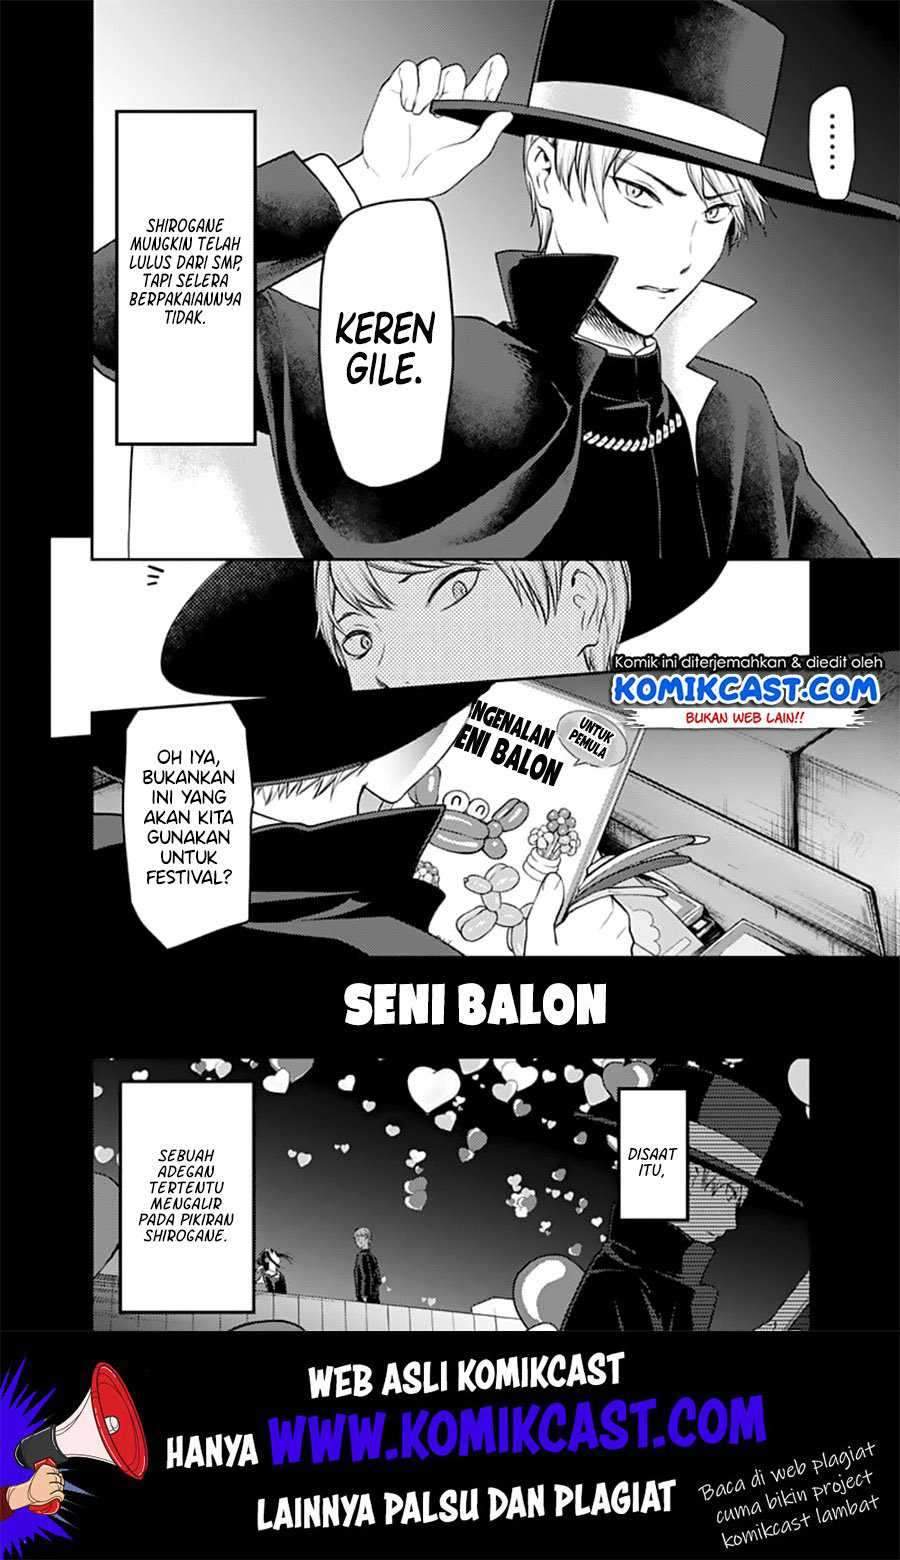 ......
SHIROGANE
MUNGKIN TELAH
LULUS DARI SMP,
TAPI SELERA
BERPAKAIANNYA
TIDAK.
KEREN
GILE.
Komik ini diterjemahkan & diedit oleh
KOMIKCAST.COM
BUKAN WEB LAIN!!
NGENALAN
ENI BALON
UNTUK
PEMULA
OH IYA,
BUKANKAN
INI YANG
AKAN KITA
GUNAKAN
UNTUK
FESTIVAL?
SENI BALON
DISAAT
ITU,
SEBUAH
ADEGAN
TERTENTU
MENGALIR
PADA PIKIRAN
SHIROGANE.
WEB ASLI KOMIKCAST
HANYA WWW.KOMIKCAST.COM
LAINNYA PALSU DAN PLAGIAT
Baca di web plagiat
cuma bikin project
komikcast lambat